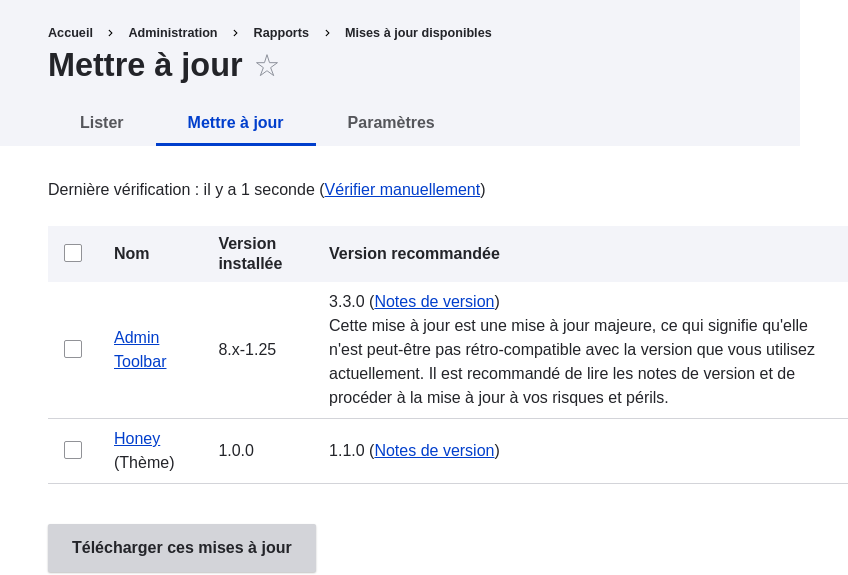 Accueil > Administration > Rapports > Mises à jour disponibles
Mettre à jour ☆
Lister Mettre à jour Paramètres
Dernière vérification : il y a 1 seconde (Vérifier manuellement)
Nom Version installée Version recommandée
Admin Toolbar 8.x-1.25 3.3.0 (Notes de version)
Cette mise à jour est une mise à jour majeure, ce qui signifie qu'elle
n'est peut-être pas rétro-compatible avec la version que vous utilisez
actuellement. Il est recommandé de lire les notes de version et de
procéder à la mise à jour à vos risques et périls.
Honey (Thème) 1.0.0 1.1.0 (Notes de version)
Télécharger ces mises à jour